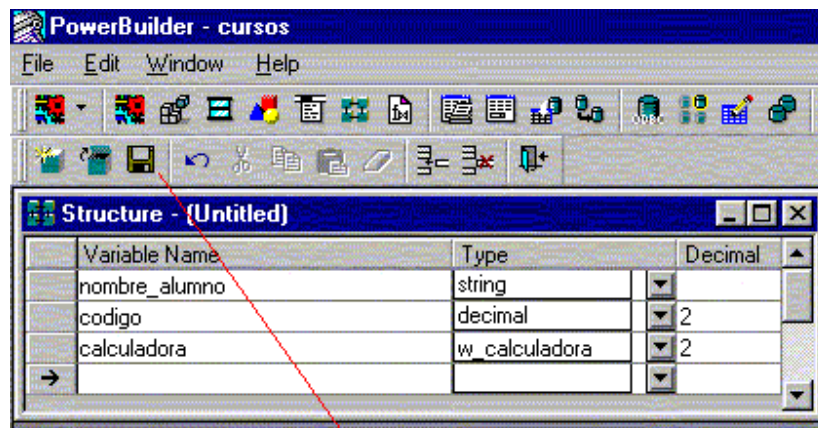 PowerBuilder - cursos
File Edit Window Help
ODBC
Structure - (Untitled)
Variable Name Type Decimal
nombre_alumno string
codigo decimal 2
calculadora w_calculadora 2